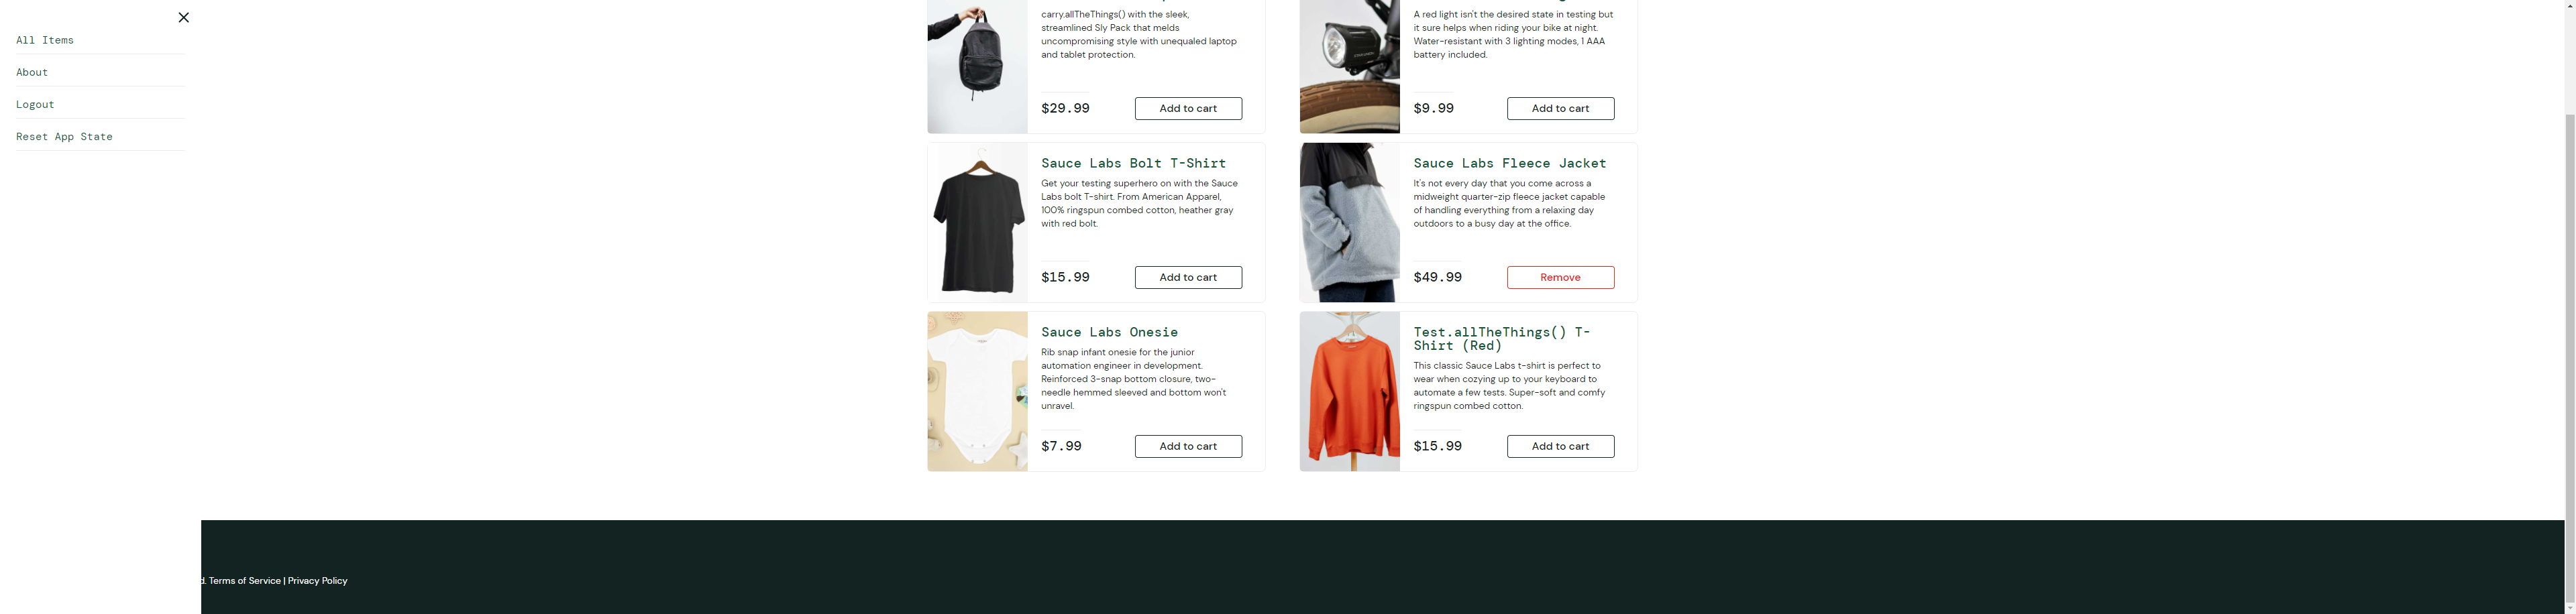 All Items
About
Logout
Reset App State
carry.allTheThings() with the sleek,
streamlined Sly Pack that melds
uncompromising style with unequaled laptop
and tablet protection.
$29.99
Add to cart
A red light isn't the desired state in testing but
it sure helps when riding your bike at night.
Water-resistant with 3 lighting modes, 1 AAA
battery included.
$9.99
Add to cart
Sauce Labs Bolt T-Shirt
Get your testing superhero on with the Sauce
Labs bolt T-shirt. From American Apparel,
100% ringspun combed cotton, heather gray
with red bolt.
$15.99
Add to cart
Sauce Labs Fleece Jacket
It's not every day that you come across a
midweight quarter-zip fleece jacket capable
of handling everything from a relaxing day
outdoors to a busy day at the office.
$49.99
Remove
Sauce Labs Onesie
Rib snap infant onesie for the junior
automation engineer in development.
Reinforced 3-snap bottom closure, two-
needle hemmed sleeved and bottom won't
unravel.
$7.99
Add to cart
Test.allTheThings() T-
Shirt (Red)
This classic Sauce Labs t-shirt is perfect to
wear when cozying up to your keyboard to
automate a few tests. Super-soft and comfy
ringspun combed cotton.
$15.99
Add to cart
d. Terms of Service | Privacy Policy